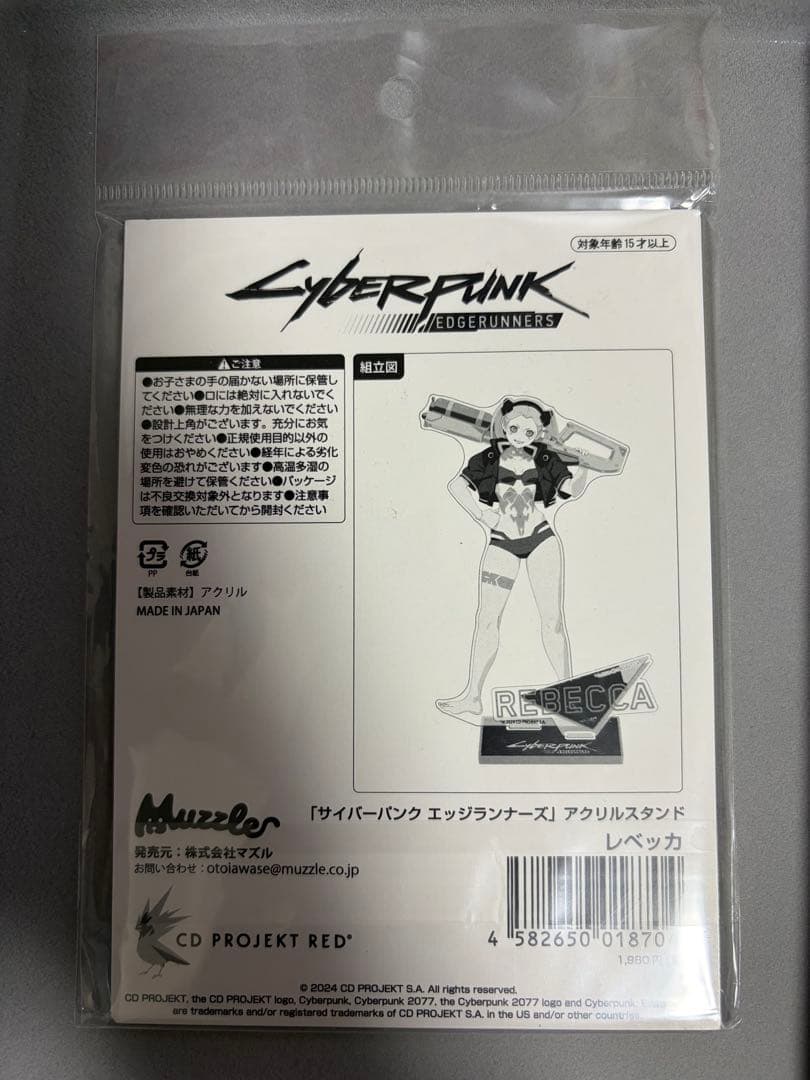 対象年齢15才以上
Cyberpunk
EDGERUNNERS
⚠ご注意
●お子さまの手の届かない場所に保管し
てください●口には絶対に入れないでく
ださい●無理な力を加えないでください
●設計上角がございます。充分にお気
をつけください●正規使用目的以外の
使用はおやめください●経年による劣化
変色の恐れがございます●高温多湿の
場所を避けて保管ください●パッケージ
は不良交換対象外となります●注意事
項を確認いただいてから開封ください
組立図
REBECCA
Cyberpunk
プラ
PP
紙
台紙
【製品素材】アクリル
MADE IN JAPAN
Muzzle
発売元：株式会社マズル
お問い合わせ：otoiawase@muzzle.co.jp
「サイバーパンク エッジランナーズ」アクリルスタンド
レベッカ
4 582650 01870
1,980円
CD PROJEKT RED®
© 2024 CD PROJEKT S.A. All rights reserved.
CD PROJEKT, the CD PROJEKT logo, Cyberpunk, Cyberpunk 2077, the Cyberpunk 2077 logo and Cyberpunk:
are trademarks and/or registered trademarks of CD PROJEKT S.A. in the US and/or other countries.